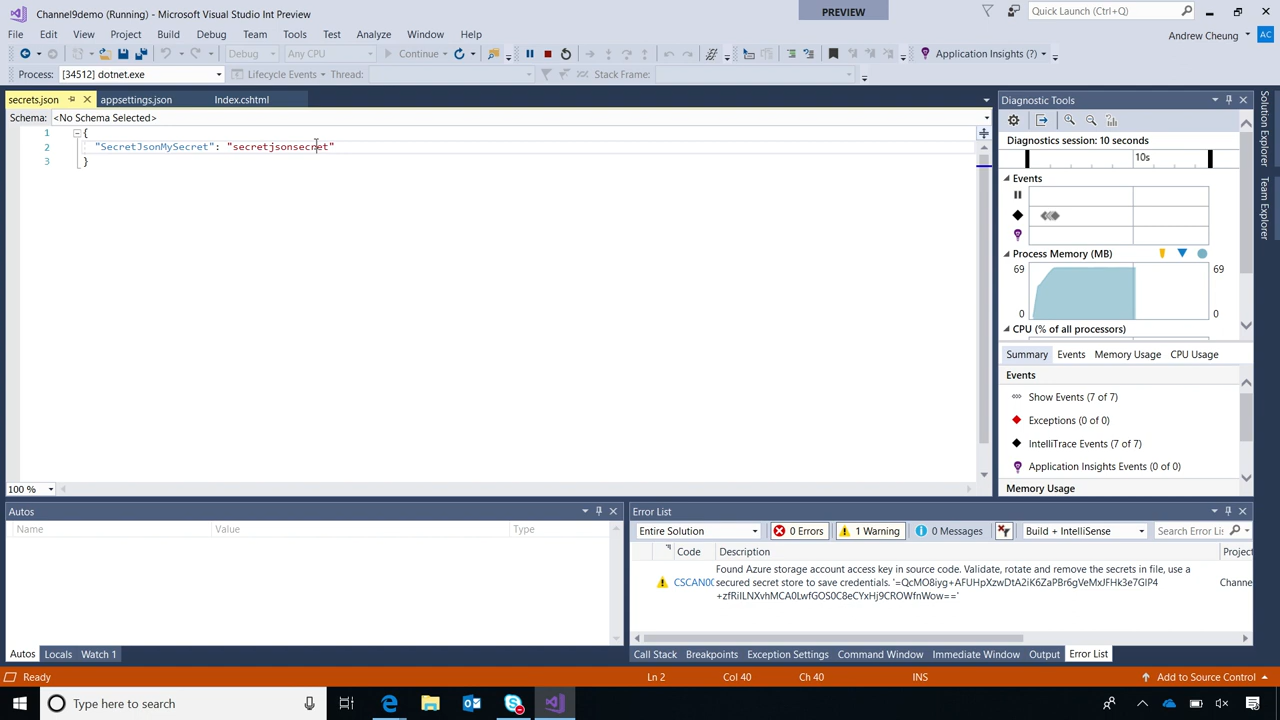 Channel9demo (Running) - Microsoft Visual Studio Int Preview
PREVIEW
Quick Launch (Ctrl+Q)
File Edit View Project Build Debug Team Tools Test Analyze Window Help
Andrew Cheung AC
Debug Any CPU Continue Application Insights (?)
Process: [34512] dotnet.exe Lifecycle Events Thread: Stack Frame:
secrets.json appsettings.json Index.cshtml
Schema: <No Schema Selected>
1 {
2 "SecretJsonMySecret": "secretjsonsecret"
3 }
100 %
Diagnostic Tools
Diagnostics session: 10 seconds
10s
Events
Process Memory (MB)
69 69
0 0
CPU (% of all processors)
Summary Events Memory Usage CPU Usage
Events
Show Events (7 of 7)
Exceptions (0 of 0)
IntelliTrace Events (7 of 7)
Application Insights Events (0 of 0)
Memory Usage
Solution Explorer
Team Explorer
Autos
Name Value Type
Autos Locals Watch 1
Error List
Entire Solution 0 Errors 1 Warning 0 Messages Build + IntelliSense Search Error Li
Code Description Project
Found Azure storage account access key in source code. Validate, rotate and remove the secrets in file, use a
CSCAN00 secured secret store to save credentials. '=QcMO8iyg+AFUHpXzwDtA2iK6ZaPBr6gVeMxJFHk3e7GIP4 Channe
+zfRiILNXvhMCA0LwfGOS0C8eCYxHj9CROWfnWow=='
Call Stack Breakpoints Exception Settings Command Window Immediate Window Output Error List
Ready Ln 2 Col 40 Ch 40 INS Add to Source Control
Type here to search